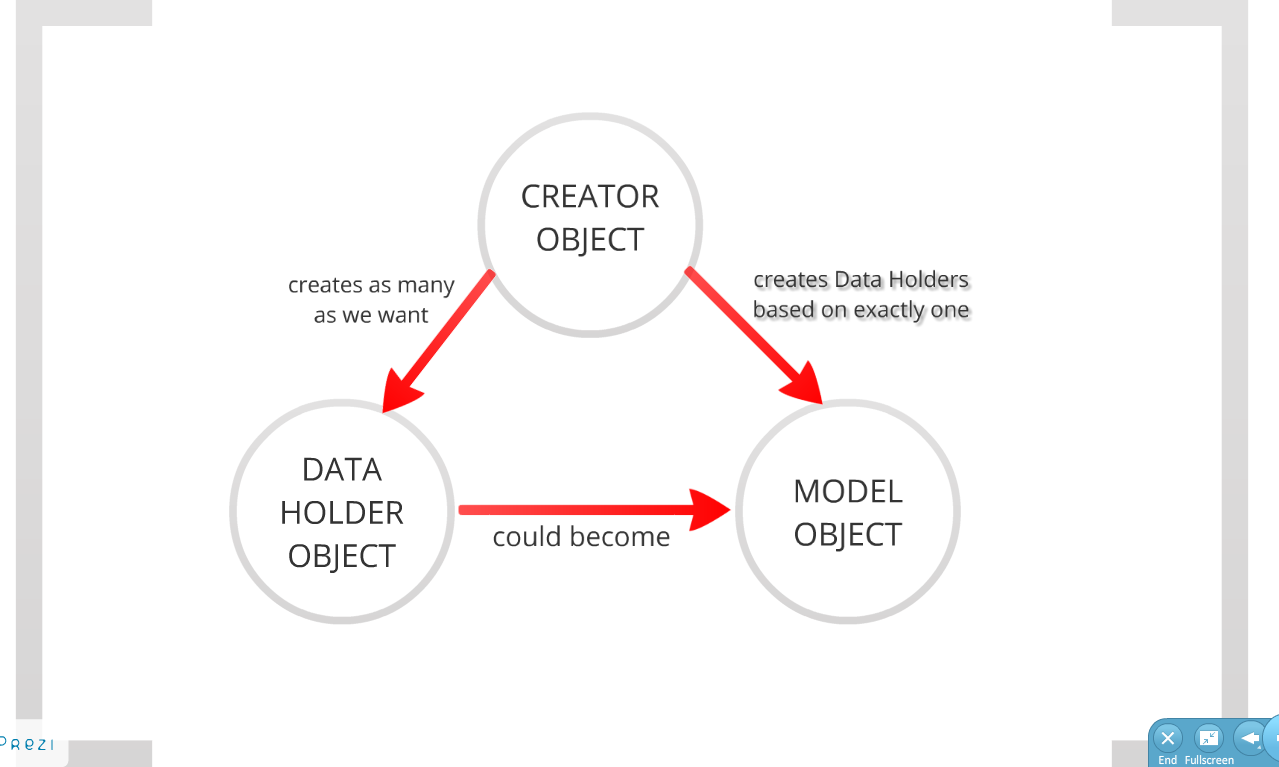 CREATOR
OBJECT
creates as many
as we want
creates Data Holders
based on exactly one
DATA
HOLDER
OBJECT
could become
MODEL
OBJECT
PREZI
End Fullscreen